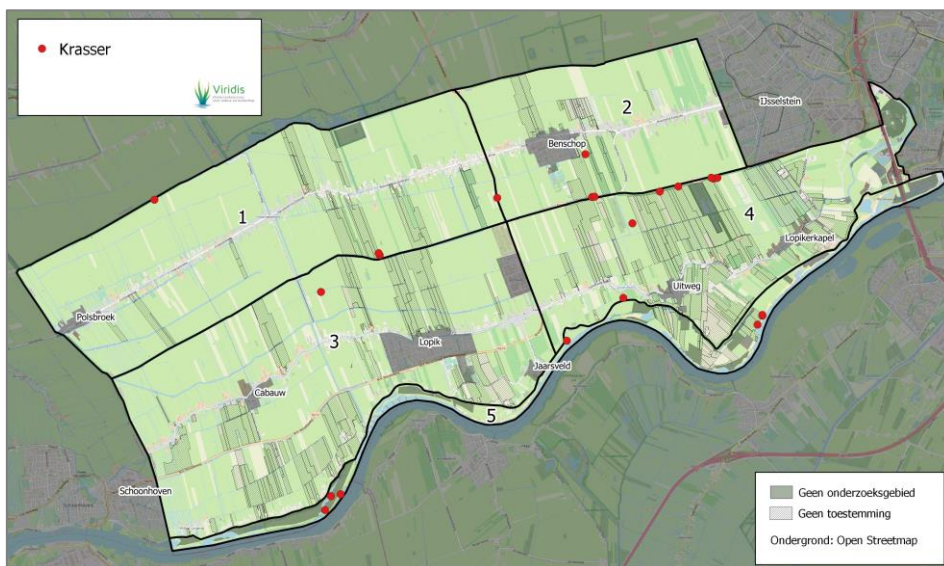 Krasser
Viridis
2
IJsselstein
Benschop
1
4
Lopikerkapel
Uitweg
Polsbroek
3
Lopik
Jaarsveld
Cabauw
5
Schoonhoven
Geen onderzoeksgebied
Geen toestemming
Ondergrond: Open Streetmap